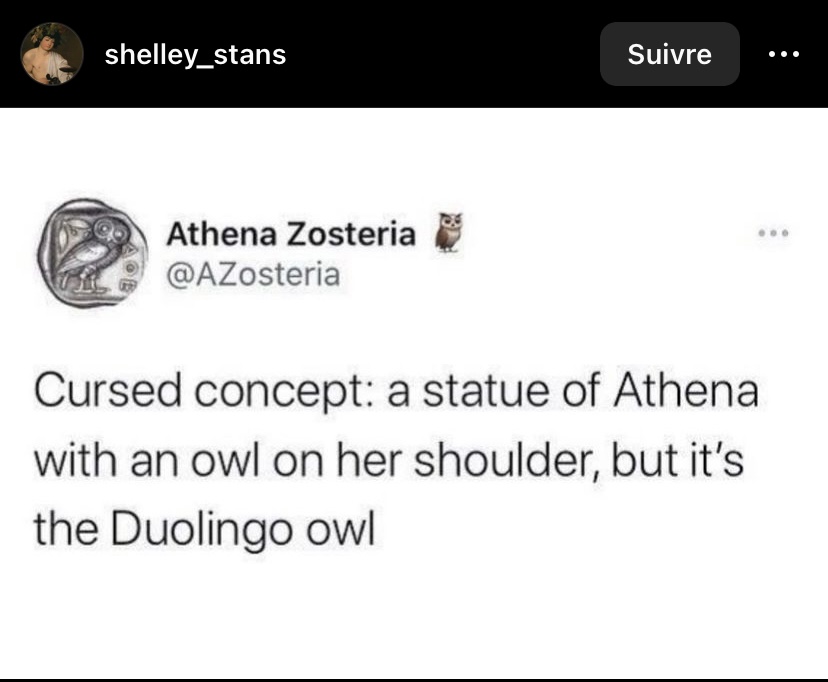 shelley_stans
Suivre
Athena Zosteria 🦉
@AZosteria
Cursed concept: a statue of Athena
with an owl on her shoulder, but it’s
the Duolingo owl